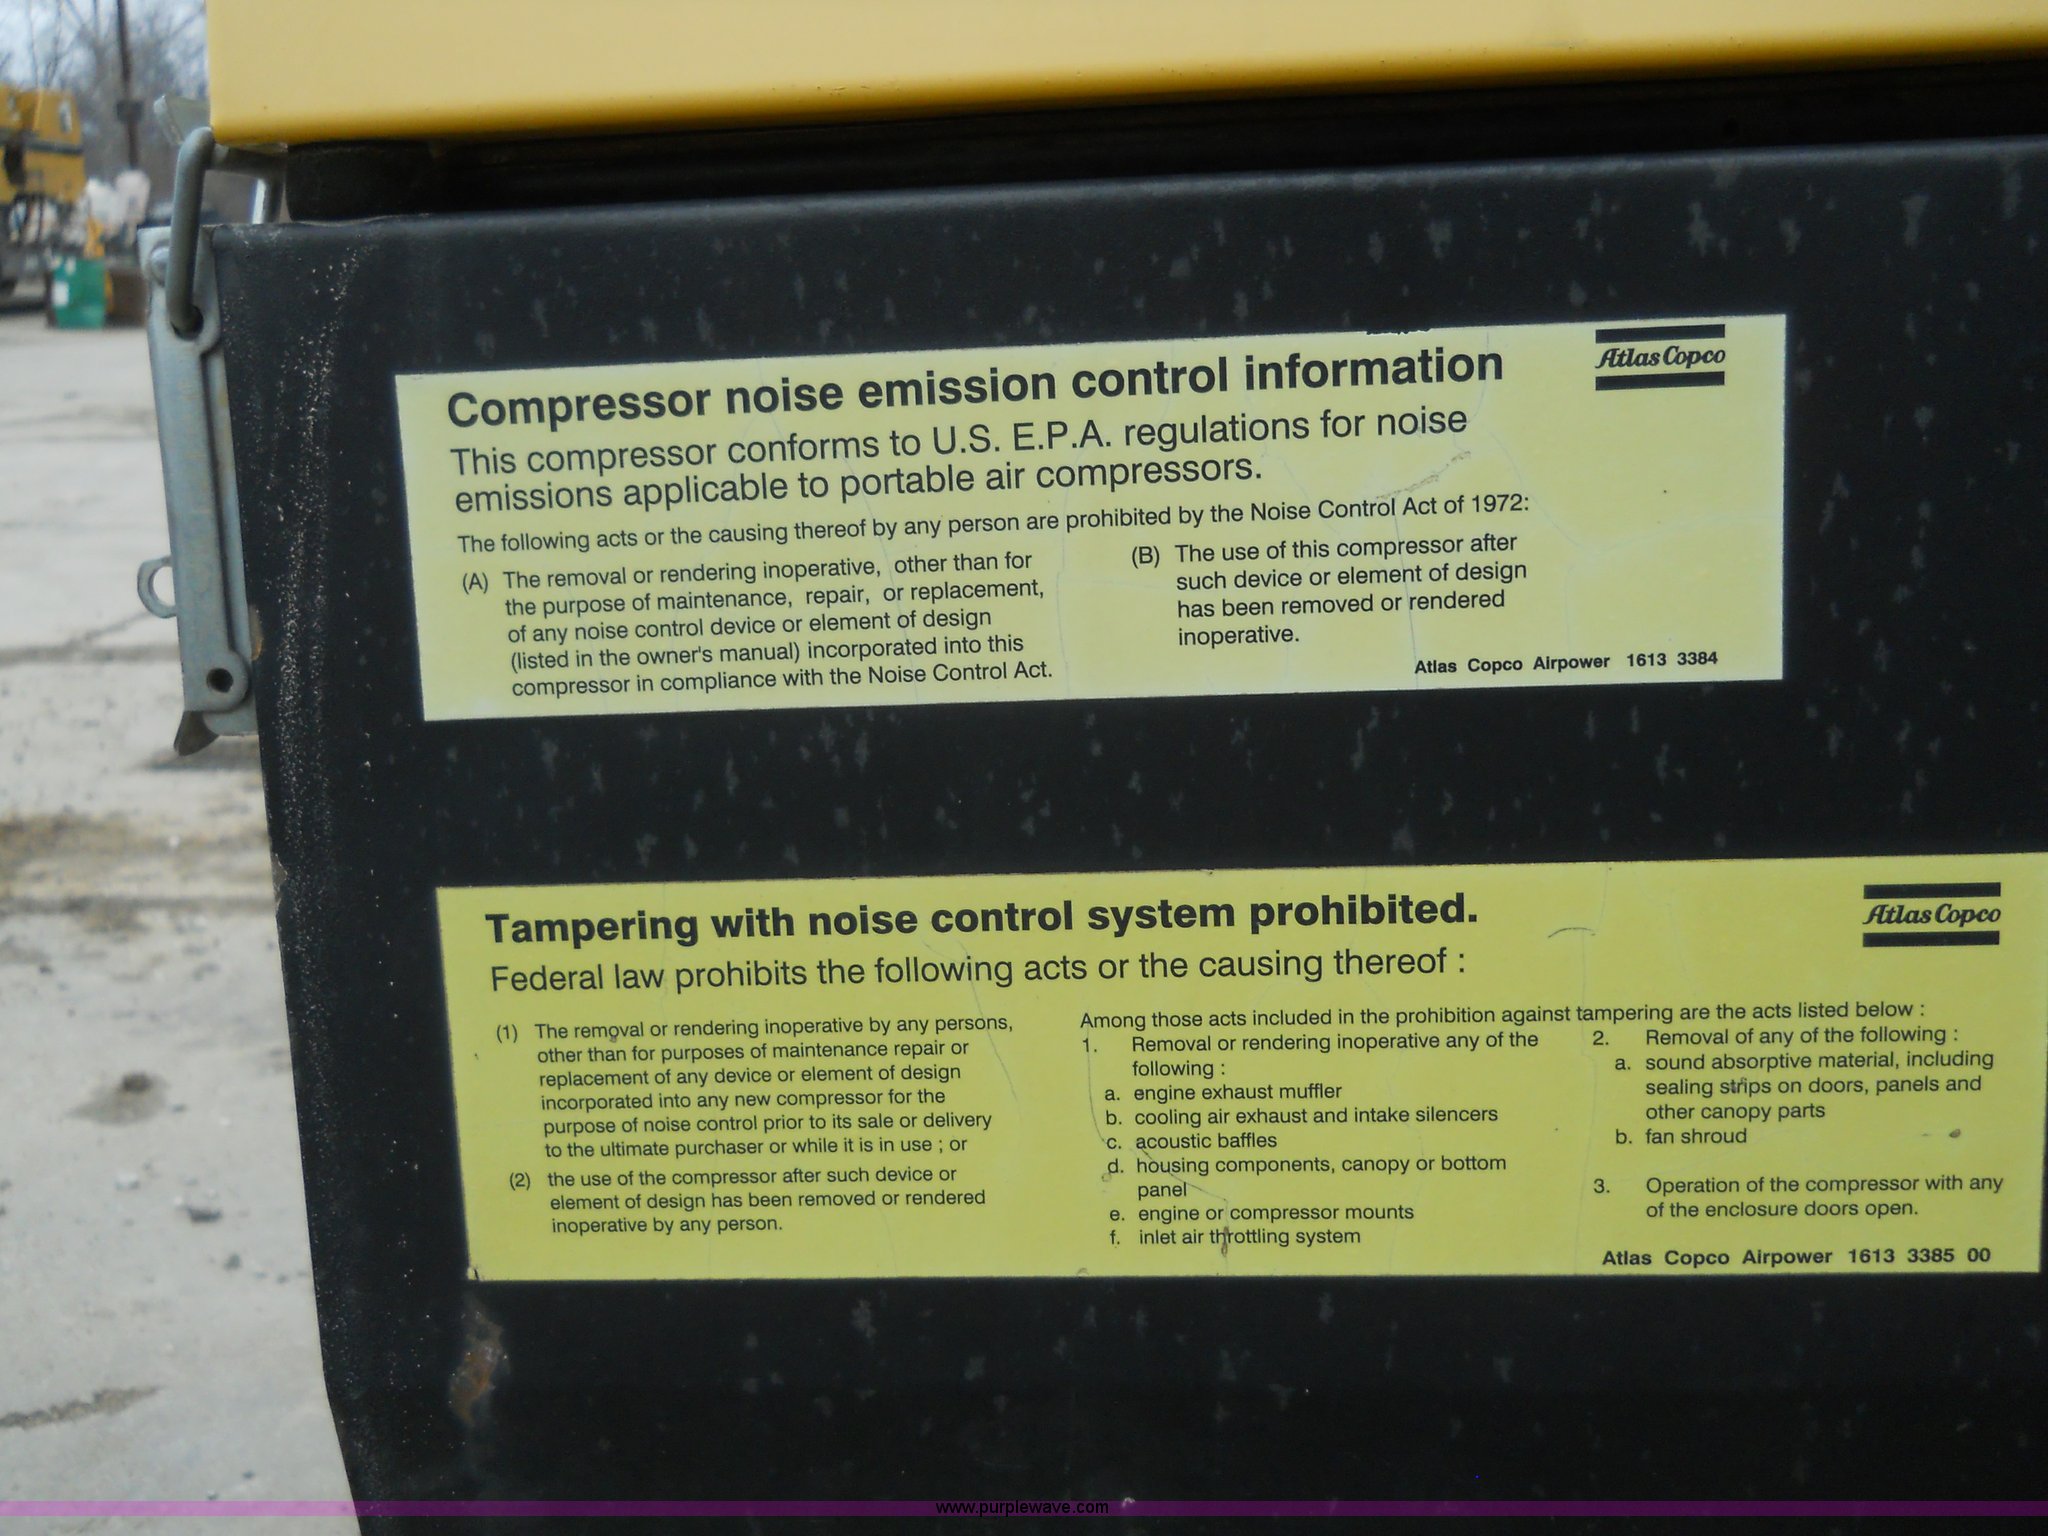 Compressor noise emission control information
Atlas Copco
This compressor conforms to U.S. E.P.A. regulations for noise
emissions applicable to portable air compressors.
The following acts or the causing thereof by any person are prohibited by the Noise Control Act of 1972:
(A) The removal or rendering inoperative, other than for
the purpose of maintenance, repair, or replacement,
of any noise control device or element of design
(listed in the owner's manual) incorporated into this
compressor in compliance with the Noise Control Act.
(B) The use of this compressor after
such device or element of design
has been removed or rendered
inoperative.
Atlas Copco Airpower 1613 3384
Tampering with noise control system prohibited.
Atlas Copco
Federal law prohibits the following acts or the causing thereof :
(1) The removal or rendering inoperative by any persons,
other than for purposes of maintenance repair or
replacement of any device or element of design
incorporated into any new compressor for the
purpose of noise control prior to its sale or delivery
to the ultimate purchaser or while it is in use ; or
(2) the use of the compressor after such device or
element of design has been removed or rendered
inoperative by any person.
Among those acts included in the prohibition against tampering are the acts listed below :
1. Removal or rendering inoperative any of the
following :
a. engine exhaust muffler
b. cooling air exhaust and intake silencers
c. acoustic baffles
d. housing components, canopy or bottom
panel
e. engine or compressor mounts
f. inlet air throttling system
2. Removal of any of the following :
a. sound absorptive material, including
sealing strips on doors, panels and
other canopy parts
b. fan shroud
3. Operation of the compressor with any
of the enclosure doors open.
Atlas Copco Airpower 1613 3385 00
www.purplewave.com